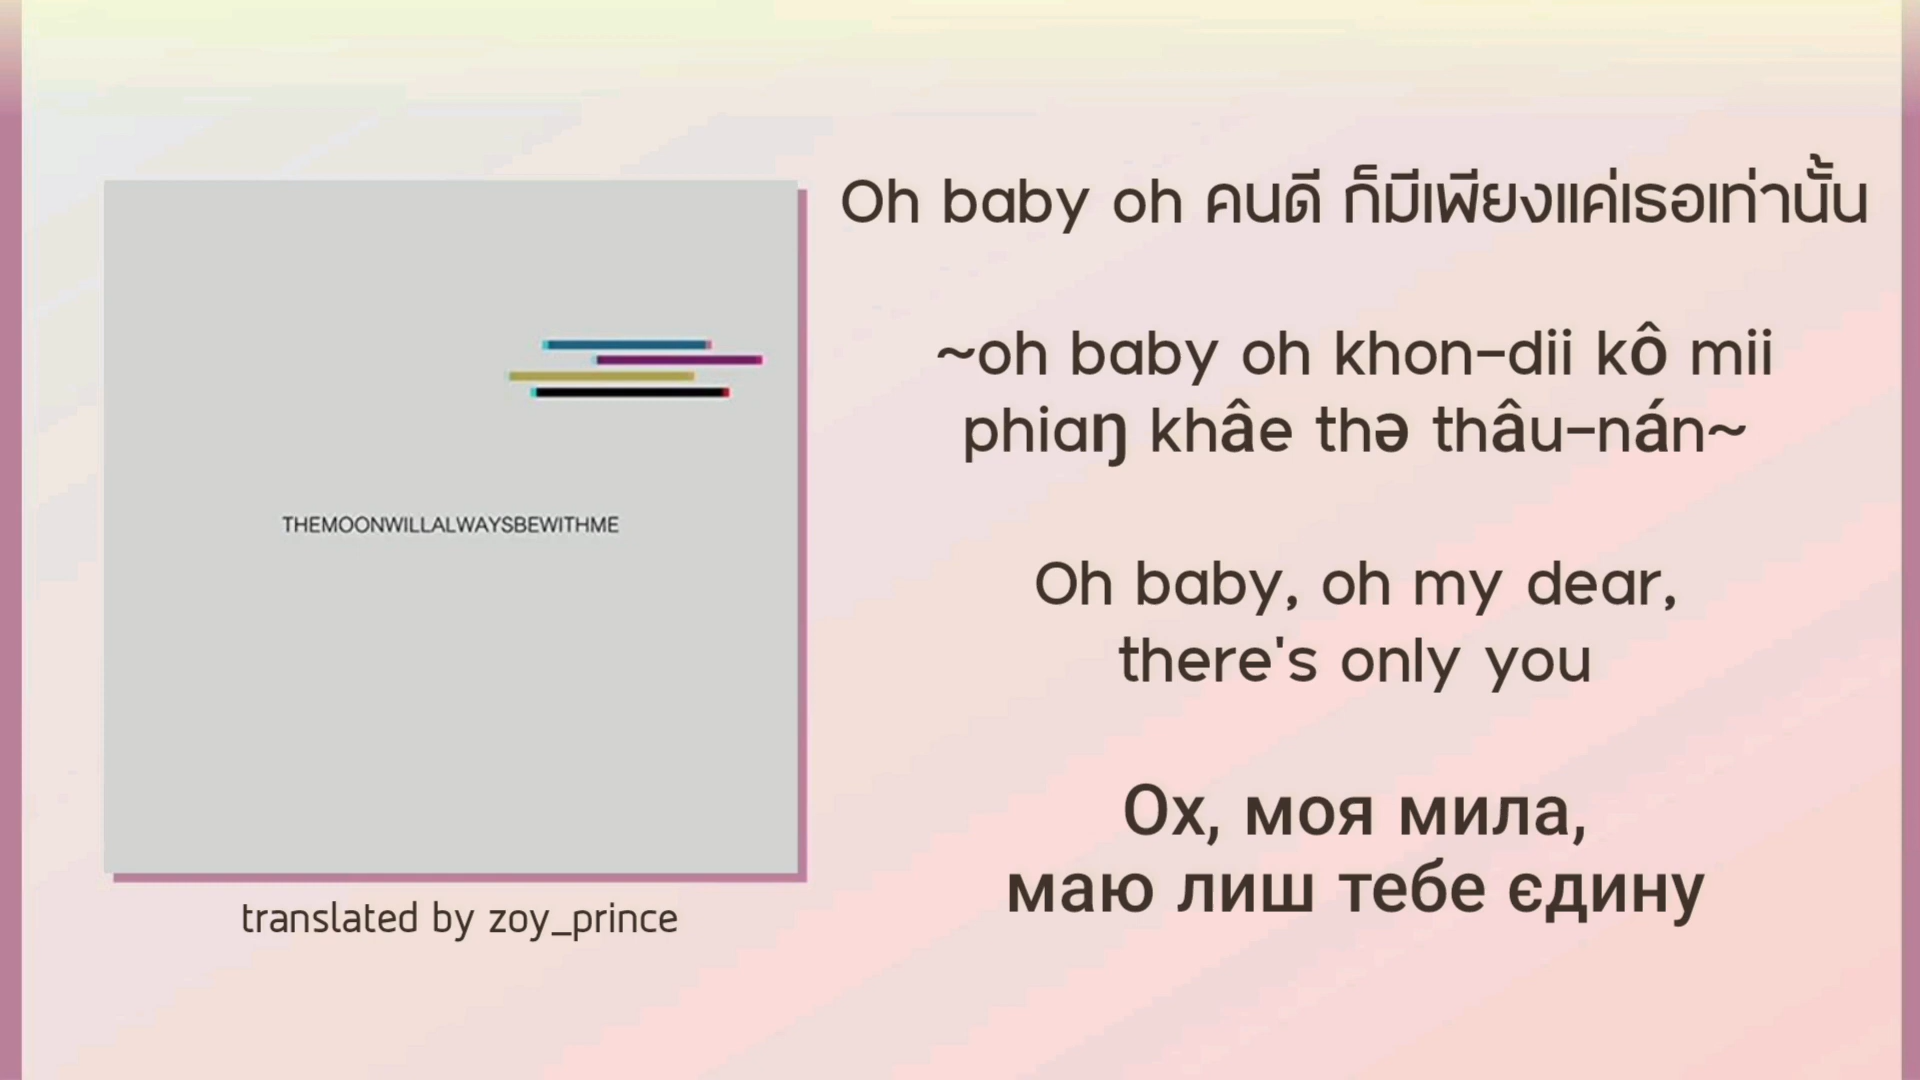 THEMOONWILLALWAYSBEWITHME
translated by zoy_prince
Oh baby oh คนดี ก็มีเพียงแค่เธอเท่านั้น
~oh baby oh khon-dii kô mii
phiaŋ khâe thə thâu-nán~
Oh baby, oh my dear,
there's only you
Ох, моя мила,
маю лиш тебе єдину